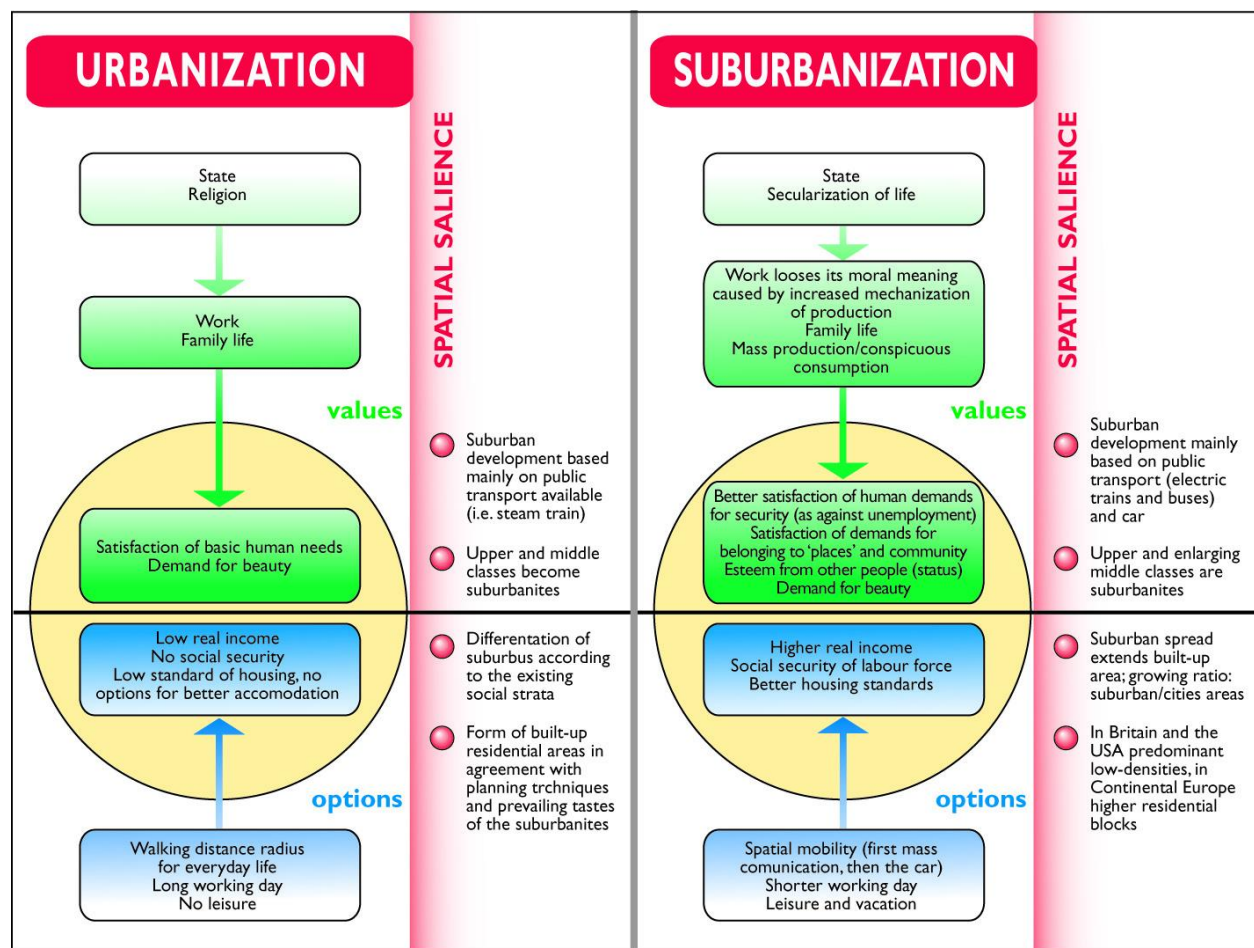 URBANIZATION
State
Religion
Work
Family life
values
Satisfaction of basic human needs
Demand for beauty
Low real income
No social security
Low standard of housing, no
options for better accomodation
options
Walking distance radius
for everyday life
Long working day
No leisure
SPATIAL SALIENCE
Suburban
development based
mainly on public
transport available
(i.e. steam train)
Upper and middle
classes become
suburbanites
Differentation of
suburbus according
to the existing
social strata
Form of built-up
residential areas in
agreement with
planning trchniques
and prevailing tastes
of the suburbanites
SUBURBANIZATION
State
Secularization of life
Work looses its moral meaning
caused by increased mechanization
of production
Family life
Mass production/conspicuous
consumption
values
Better satisfaction of human demands
for security (as against unemployment)
Satisfaction of demands for
belonging to ‘places’ and community
Esteem from other people (status)
Demand for beauty
Higher real income
Social security of labour force
Better housing standards
options
Spatial mobility (first mass
comunication, then the car)
Shorter working day
Leisure and vacation
SPATIAL SALIENCE
Suburban
development mainly
based on public
transport (electric
trains and buses)
and car
Upper and enlarging
middle classes are
suburbanites
Suburban spread
extends built-up
area; growing ratio:
suburban/cities areas
In Britain and the
USA predominant
low-densities, in
Continental Europe
higher residential
blocks